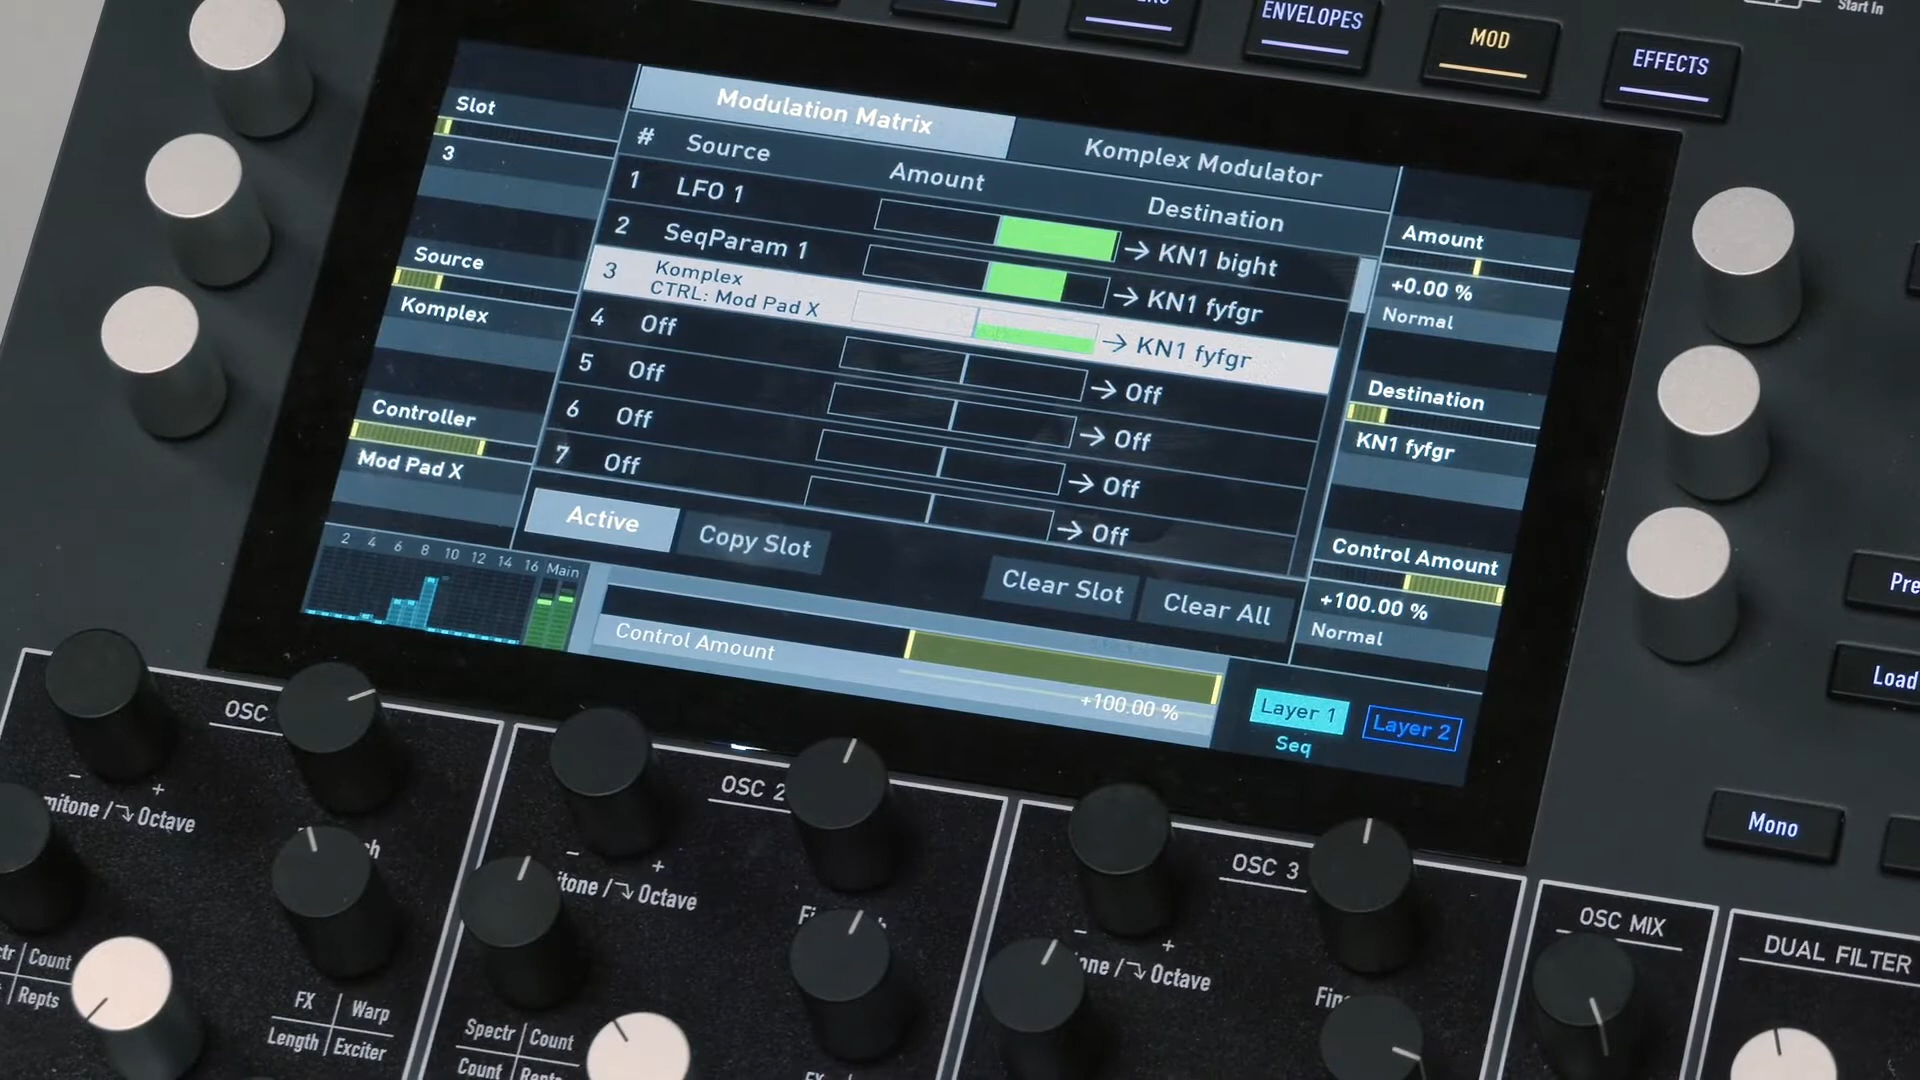 ENVELOPES
MOD
EFFECTS
Start In
Slot
3
Source
Komplex
Controller
Mod Pad X
Modulation Matrix
Komplex Modulator
# Source Amount Destination
1 LFO 1 → KN1 bight
2 SeqParam 1 → KN1 fyfgr
3 Komplex
CTRL: Mod Pad X → KN1 fyfgr
4 Off → Off
5 Off → Off
6 Off → Off
7 Off → Off
Amount
+0.00 %
Normal
Destination
KN1 fyfgr
Control Amount
+100.00 %
Normal
Active
Copy Slot
Clear Slot
Clear All
2 4 6 8 10 12 14 16 Main
Control Amount
+100.00 %
Layer 1
Seq
Layer 2
Load
Mono
OSC
- +
Octave
OSC 2
- +
Octave
OSC 3
- +
Octave
OSC MIX
DUAL FILTER
Count
Repts
FX | Warp
Length | Exciter
Spectr | Count
Count